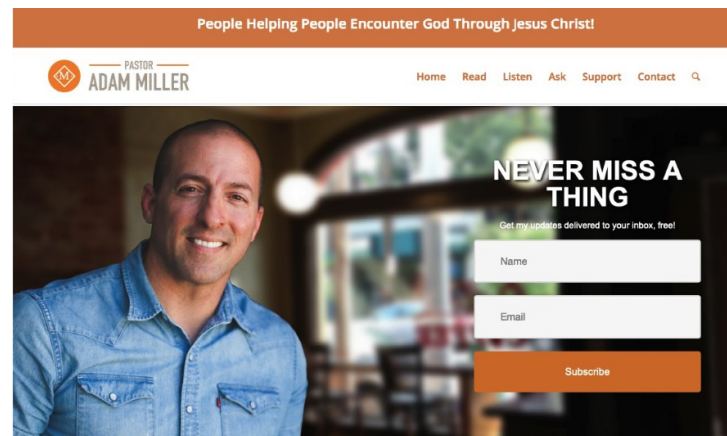 People Helping People Encounter God Through Jesus Christ!
M
PASTOR
ADAM MILLER
Home Read Listen Ask Support Contact
NEVER MISS A
THING
Get my updates delivered to your inbox, free!
Name
Email
Subscribe